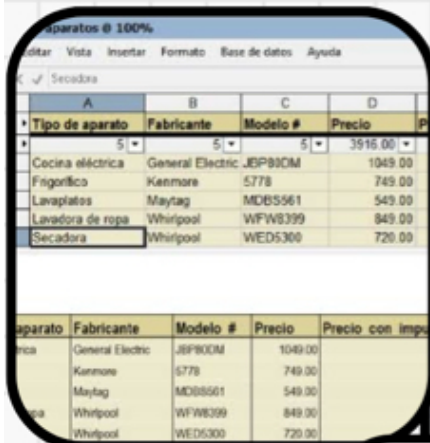 aparatos @ 100%
ditar Vista Insertar Formato Base de datos Ayuda
Secadora
A B C D
Tipo de aparato Fabricante Modelo # Precio P
5 5 5 3916.00
Cocina eléctrica General Electric JBP80DM 1049.00
Frigorífico Kenmore 5778 749.00
Lavaplatos Maytag MDBS561 549.00
Lavadora de ropa Whirlpool WFW8399 849.00
Secadora Whirlpool WED5300 720.00
aparato Fabricante Modelo # Precio Precio con impu
trica General Electric JBP80DM 1049.00
Kenmore 5778 749.00
Maytag MDBS561 549.00
opa Whirlpool WFW8399 849.00
Whirlpool WED5300 720.00